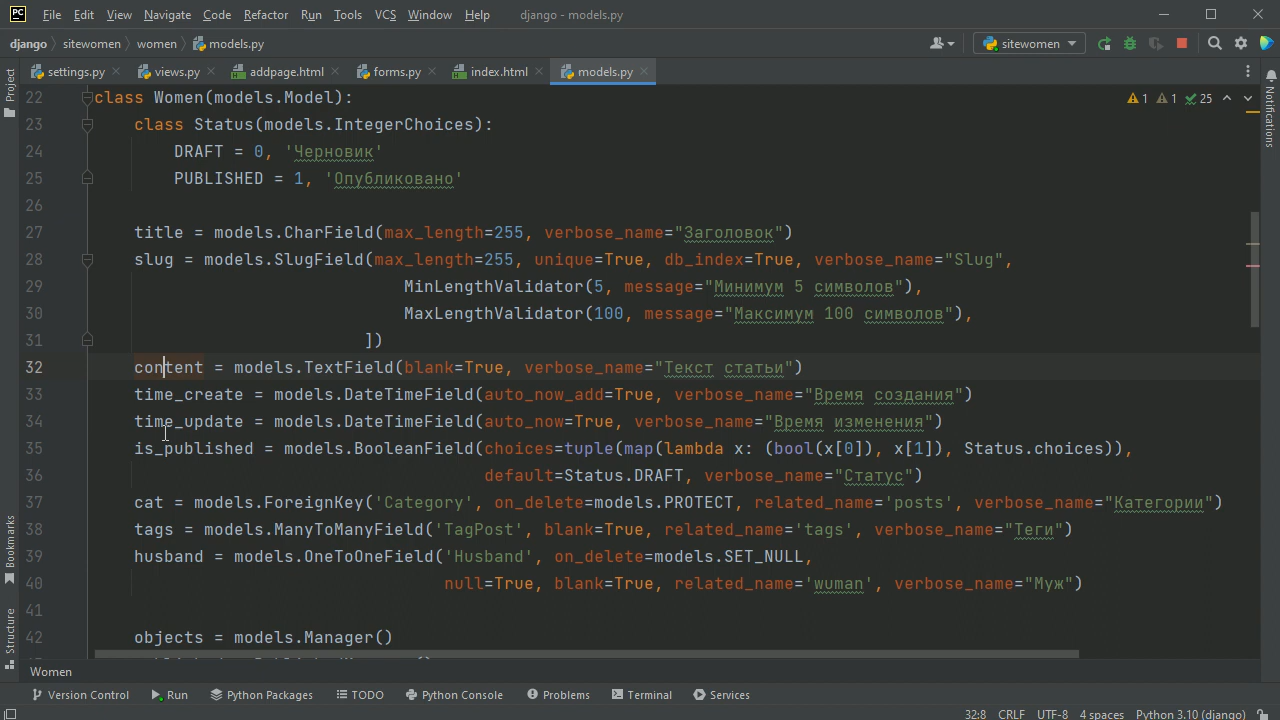 PC File Edit View Navigate Code Refactor Run Tools VCS Window Help django - models.py
django sitewomen women models.py sitewomen
settings.py views.py addpage.html forms.py index.html models.py
Project
Notifications
Bookmarks
Structure
1 1 25
22 class Women(models.Model):
23 class Status(models.IntegerChoices):
24 DRAFT = 0, 'Черновик'
25 PUBLISHED = 1, 'Опубликовано'
26
27 title = models.CharField(max_length=255, verbose_name="Заголовок")
28 slug = models.SlugField(max_length=255, unique=True, db_index=True, verbose_name="Slug",
29 MinLengthValidator(5, message="Минимум 5 символов"),
30 MaxLengthValidator(100, message="Максимум 100 символов"),
31 ])
32 content = models.TextField(blank=True, verbose_name="Текст статьи")
33 time_create = models.DateTimeField(auto_now_add=True, verbose_name="Время создания")
34 time_update = models.DateTimeField(auto_now=True, verbose_name="Время изменения")
35 is_published = models.BooleanField(choices=tuple(map(lambda x: (bool(x[0]), x[1]), Status.choices)),
36 default=Status.DRAFT, verbose_name="Статус")
37 cat = models.ForeignKey('Category', on_delete=models.PROTECT, related_name='posts', verbose_name="Категории")
38 tags = models.ManyToManyField('TagPost', blank=True, related_name='tags', verbose_name="Теги")
39 husband = models.OneToOneField('Husband', on_delete=models.SET_NULL,
40 null=True, blank=True, related_name='wuman', verbose_name="Муж")
41
42 objects = models.Manager()
Women
Version Control Run Python Packages TODO Python Console Problems Terminal Services
32:8 CRLF UTF-8 4 spaces Python 3.10 (django)